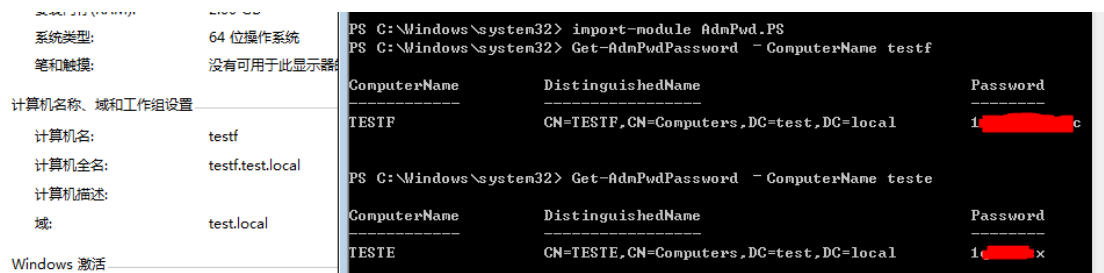 系统类型: 64 位操作系统
笔和触摸: 没有可用于此显示器
计算机名称、域和工作组设置
计算机名: testf
计算机全名: testf.test.local
计算机描述:
域: test.local
Windows 激活
PS C:\Windows\system32> import-module AdmPwd.PS
PS C:\Windows\system32> Get-AdmPwdPassword -ComputerName testf
ComputerName DistinguishedName Password
------------ ----------------- --------
TESTF CN=TESTF,CN=Computers,DC=test,DC=local
PS C:\Windows\system32> Get-AdmPwdPassword -ComputerName teste
ComputerName DistinguishedName Password
------------ ----------------- --------
TESTE CN=TESTE,CN=Computers,DC=test,DC=local